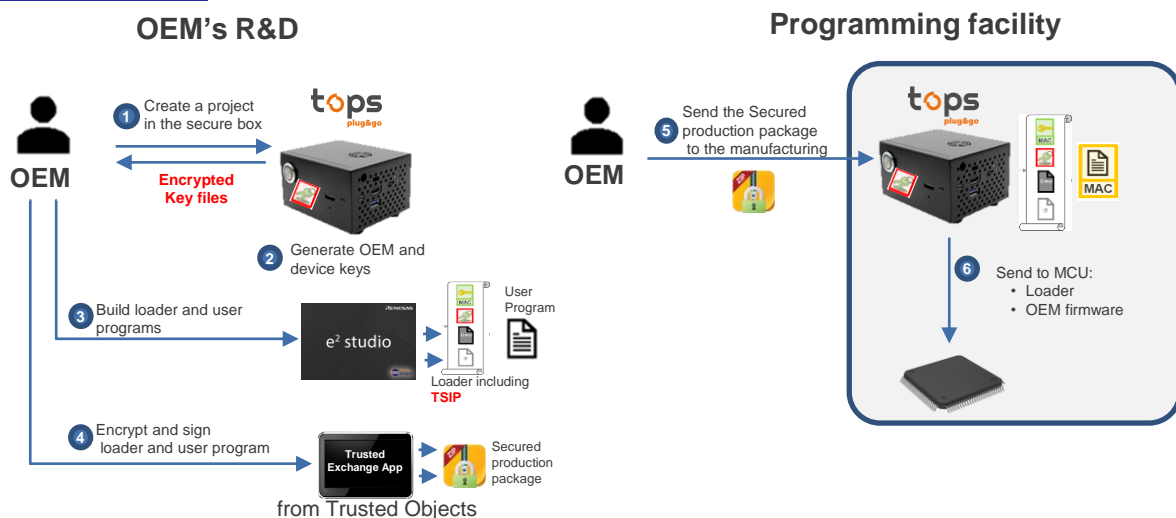 OEM's R&D
Programming facility
tops
plug&go
1
Create a project
in the secure box
OEM
Encrypted
Key files
2
Generate OEM and
device keys
3
Build loader and user
programs
RENESAS
e² studio
MAC
User
Program
Loader including
TSIP
4
Encrypt and sign
loader and user program
Trusted
Exchange App
ZIP
Secured
production
package
from Trusted Objects
OEM
5
Send the Secured
production package
to the manufacturing
ZIP
tops
plug&go
MAC
MAC
6
Send to MCU:
• Loader
• OEM firmware